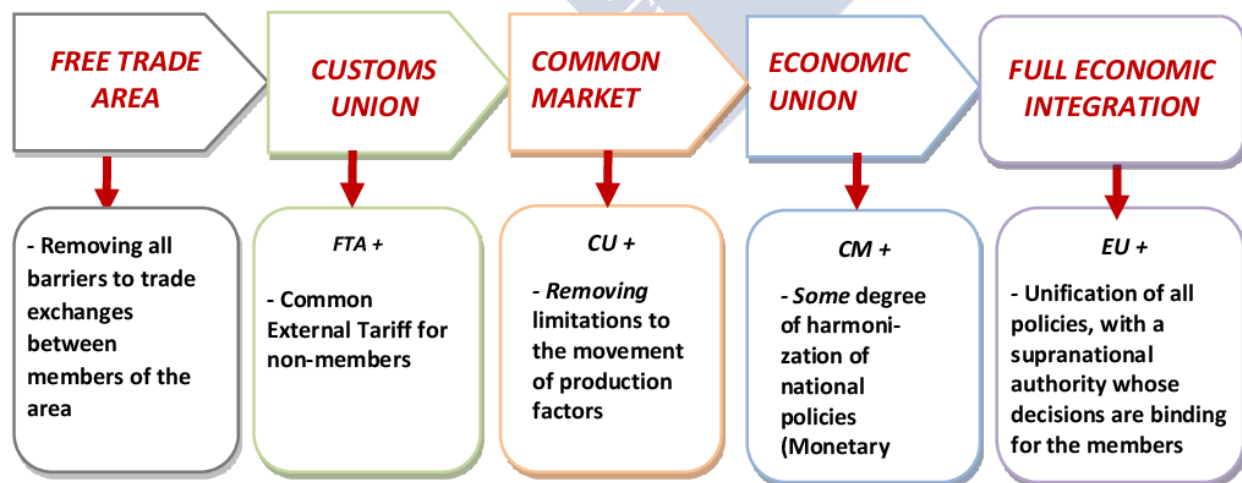 FREE TRADE
AREA
CUSTOMS
UNION
COMMON
MARKET
ECONOMIC
UNION
FULL ECONOMIC
INTEGRATION
- Removing all
barriers to trade
exchanges
between
members of the
area
FTA +
- Common
External Tariff for
non-members
CU +
- Removing
limitations to
the movement
of production
factors
CM +
- Some degree
of harmoni-
zation of
national
policies
(Monetary
EU +
- Unification of all
policies, with a
supranational
authority whose
decisions are binding
for the members